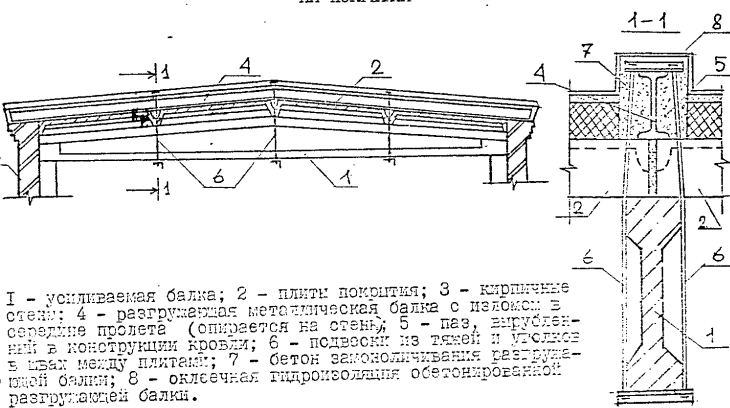 1-1
8
7
4
5
1
4
2
6
1
1
2
2
6
6
1
I - усиливаемая балка; 2 - плиты покрытия; 3 - кирпичные
стены; 4 - разгружающая металлическая балка с изломом в
середине пролета (опирается на стены); 5 - паз, вырублен-
ный в конструкции кровли; 6 - подвески из тяжей и уголков
в швах между плитами; 7 - бетон замоноличивания разгружа-
ющей балки; 8 - оклеечная гидроизоляция обетонированной
разгружающей балки.